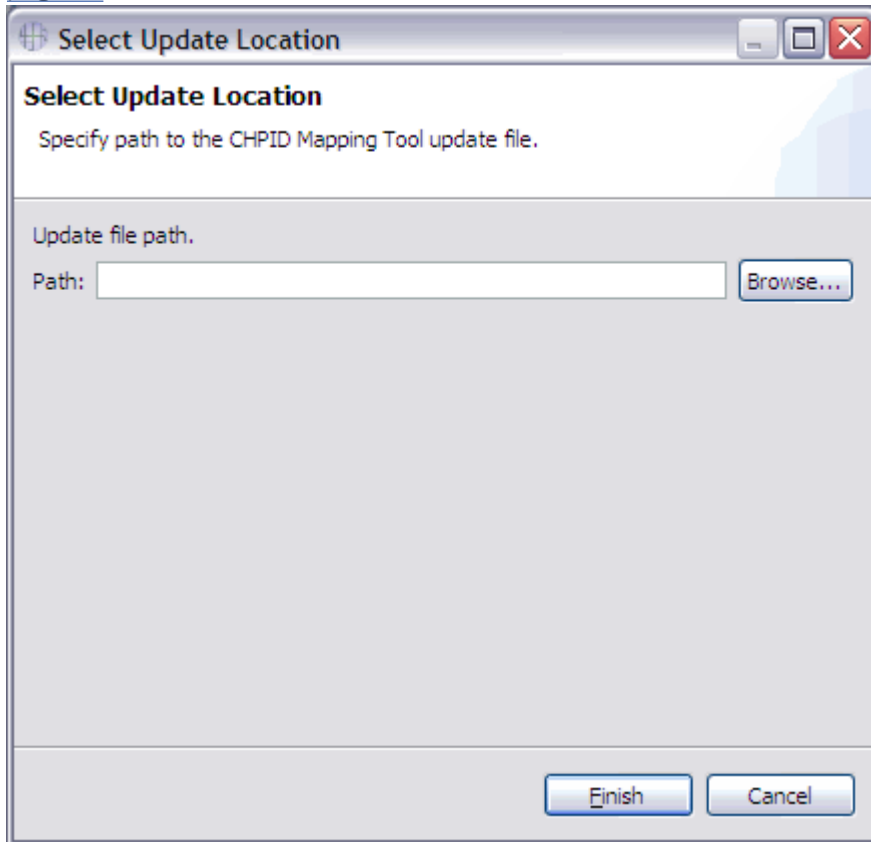 Select Update Location
Select Update Location
Specify path to the CHPID Mapping Tool update file.
Update file path.
Path:
Browse...
Finish
Cancel